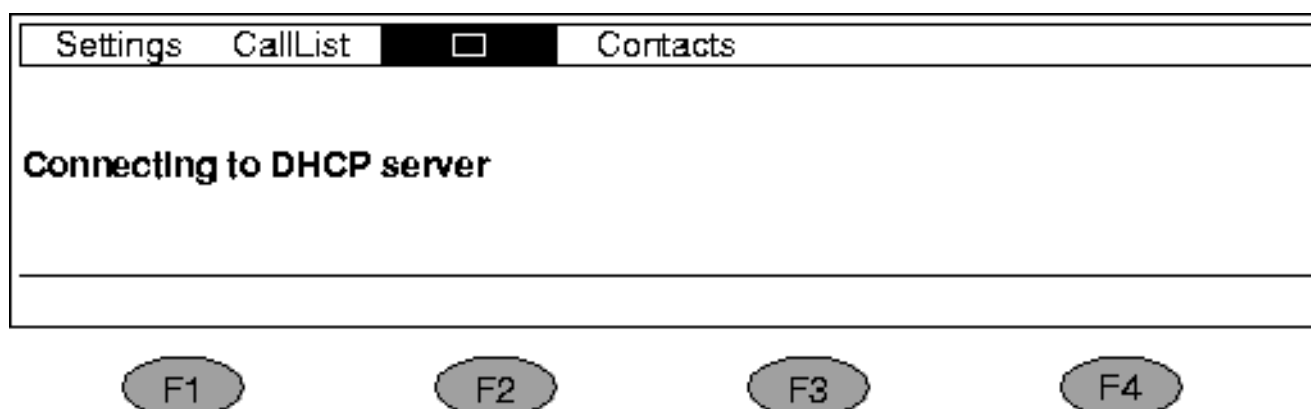 Settings CallList Contacts
Connecting to DHCP server
F1 F2 F3 F4